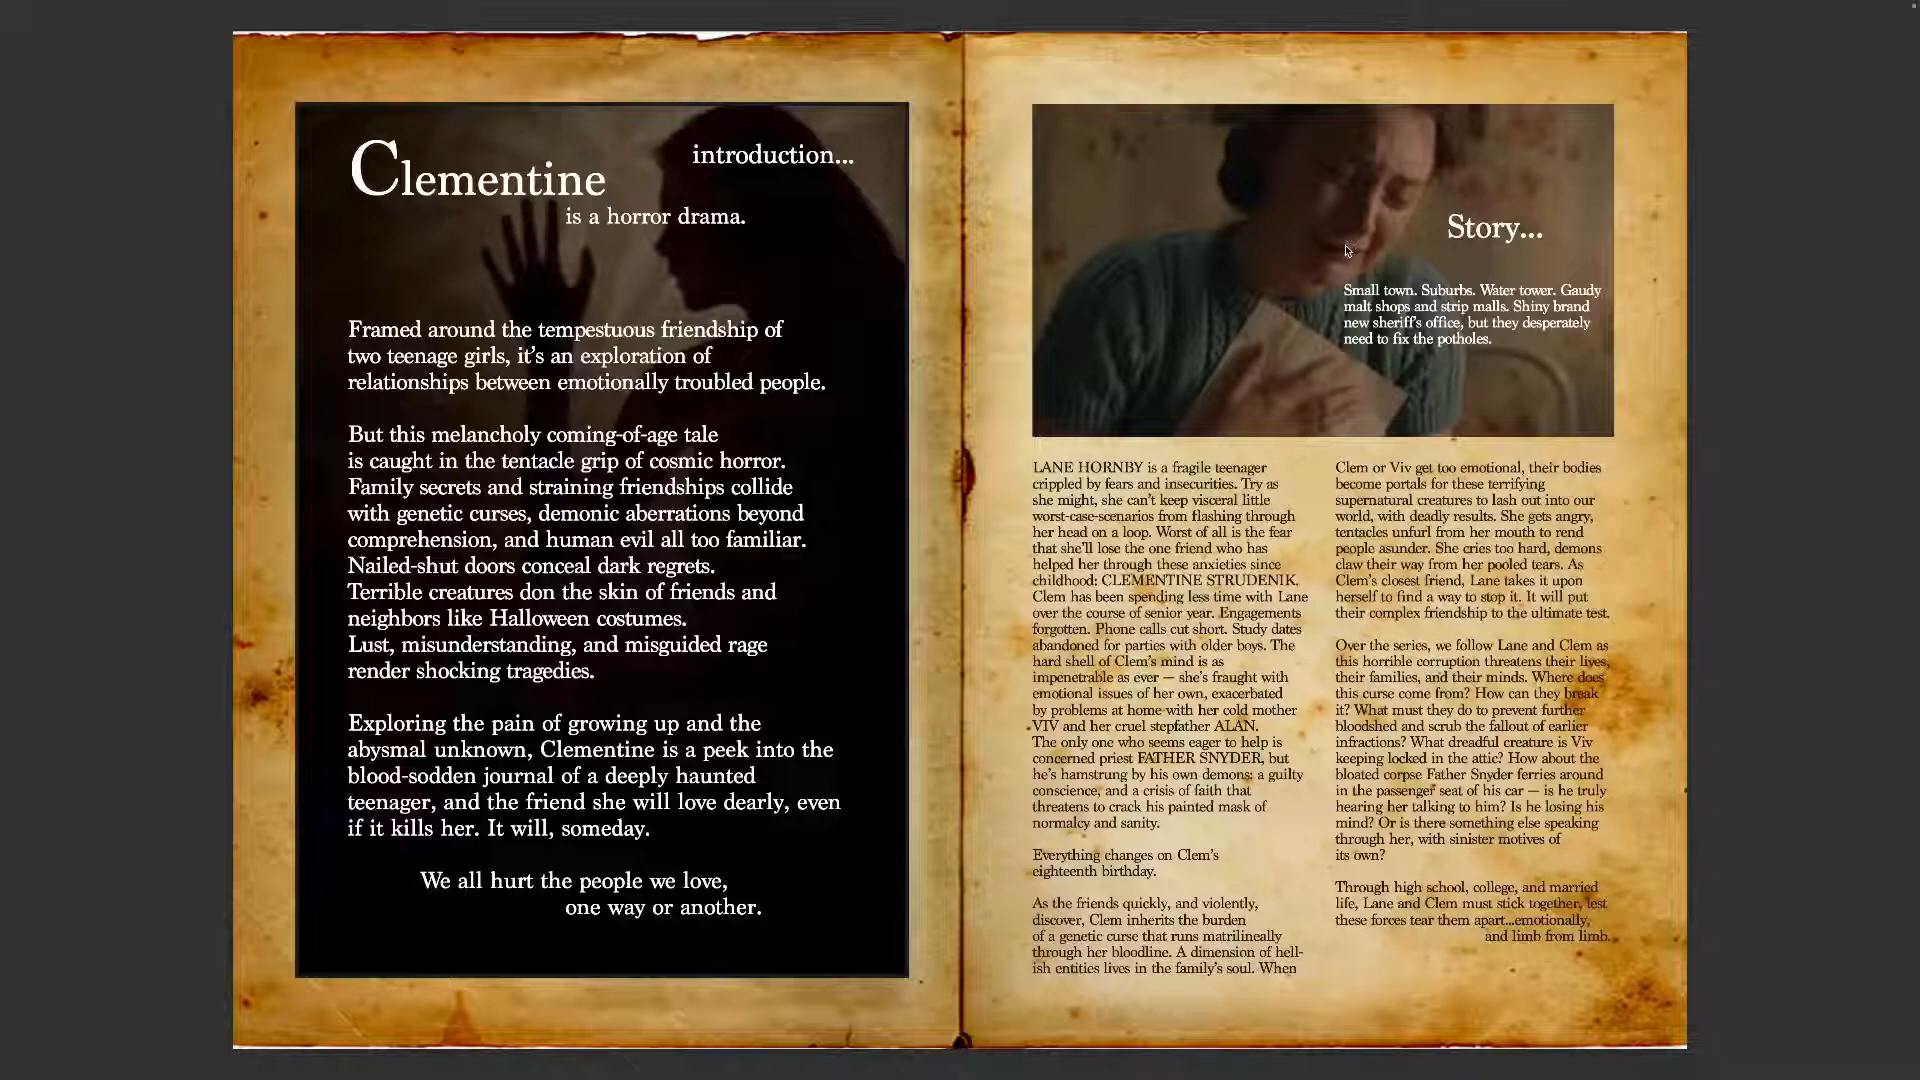 introduction...
Clementine
is a horror drama.
Framed around the tempestuous friendship of
two teenage girls, it's an exploration of
relationships between emotionally troubled people.
But this melancholy coming-of-age tale
is caught in the tentacle grip of cosmic horror.
Family secrets and straining friendships collide
with genetic curses, demonic aberrations beyond
comprehension, and human evil all too familiar.
Nailed-shut doors conceal dark regrets.
Terrible creatures don the skin of friends and
neighbors like Halloween costumes.
Lust, misunderstanding, and misguided rage
render shocking tragedies.
Exploring the pain of growing up and the
abysmal unknown, Clementine is a peek into the
blood-sodden journal of a deeply haunted
teenager, and the friend she will love dearly, even
if it kills her. It will, someday.
We all hurt the people we love,
one way or another.
Story...
Small town. Suburbs. Water tower. Gaudy
malt shops and strip malls. Shiny brand
new sheriff's office, but they desperately
need to fix the potholes.
LANE HORNBY is a fragile teenager
crippled by fears and insecurities. Try as
she might, she can't keep visceral little
worst-case-scenarios from flashing through
her head on a loop. Worst of all is the fear
that she'll lose the one friend who has
helped her through these anxieties since
childhood: CLEMENTINE STRUDENIK.
Clem has been spending less time with Lane
over the course of senior year. Engagements
forgotten. Phone calls cut short. Study dates
abandoned for parties with older boys. The
hard shell of Clem's mind is as
impenetrable as ever — she's fraught with
emotional issues of her own, exacerbated
by problems at home with her cold mother
VIV and her cruel stepfather ALAN.
The only one who seems eager to help is
concerned priest FATHER SNYDER, but
he's hamstrung by his own demons: a guilty
conscience, and a crisis of faith that
threatens to crack his painted mask of
normalcy and sanity.
Everything changes on Clem's
eighteenth birthday.
As the friends quickly, and violently,
discover, Clem inherits the burden
of a genetic curse that runs matrilineally
through her bloodline. A dimension of hell-
ish entities lives in the family's soul. When
Clem or Viv get too emotional, their bodies
become portals for these terrifying
supernatural creatures to lash out into our
world, with deadly results. She gets angry,
tentacles unfurl from her mouth to rend
people asunder. She cries too hard, demons
claw their way from her pooled tears. As
Clem's closest friend, Lane takes it upon
herself to find a way to stop it. It will put
their complex friendship to the ultimate test.
Over the series, we follow Lane and Clem as
this horrible corruption threatens their lives,
their families, and their minds. Where does
this curse come from? How can they break
it? What must they do to prevent further
bloodshed and scrub the fallout of earlier
infractions? What dreadful creature is Viv
keeping locked in the attic? How about the
bloated corpse Father Snyder ferries around
in the passenger seat of his car — is he truly
hearing her talking to him? Is he losing his
mind? Or is there something else speaking
through her, with sinister motives of
its own?
Through high school, college, and married
life, Lane and Clem must stick together, lest
these forces tear them apart...emotionally,
and limb from limb.